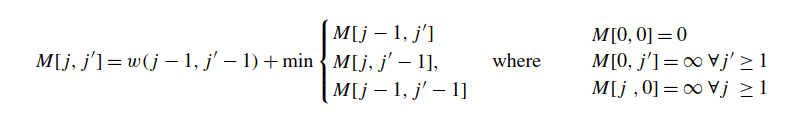 M[j − 1, j′] M[0, 0] = 0
M[j, j′] = w(j − 1, j′ − 1) + min { M[j, j′ − 1], where M[0, j′] = ∞ ∀j′ ≥ 1
M[j − 1, j′ − 1] M[j , 0] = ∞ ∀j ≥ 1